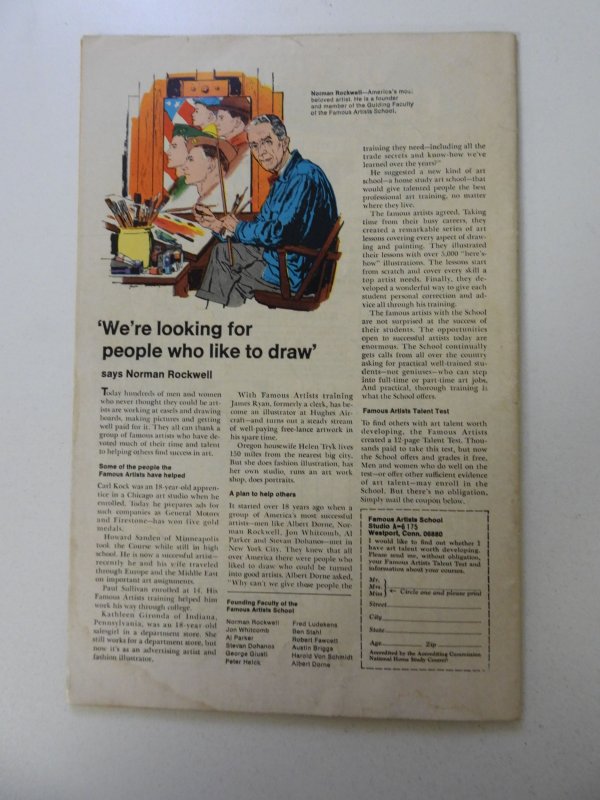 Norman Rockwell—America's most
beloved artist. He is a founder
and member of the Guiding Faculty
of the Famous Artists School.
'We're looking for
people who like to draw'
says Norman Rockwell
Today hundreds of men and women
who never thought they could be art-
ists are working at easels and drawing
boards, making pictures and getting
well paid for it. They all can thank a
group of famous artists who have de-
voted much of their time and talent
to helping others find success in art.
Some of the people the
Famous Artists have helped
Carl Kock was an 18-year-old appren-
tice in a Chicago art studio when he
enrolled. Today he prepares ads for
such companies as General Motors
and Firestone—has won five gold
medals.
Howard Sanden of Minneapolis
took the Course while still in high
school. He is now a successful artist—
recently he and his wife traveled
through Europe and the Middle East
on important art assignments.
Paul Sullivan enrolled at 14. His
Famous Artists training helped him
work his way through college.
Kathleen Gironda of Indiana,
Pennsylvania, was an 18-year-old
salesgirl in a department store. She
still works for a department store, but
now it's as an advertising artist and
fashion illustrator.
With Famous Artists training
James Ryan, formerly a clerk, has be-
come an illustrator at Hughes Air-
craft—and turns out a steady stream
of well-paying free-lance artwork in
his spare time.
Oregon housewife Helen Tryk lives
150 miles from the nearest big city.
But she does fashion illustration, has
her own studio, runs an art work
shop, does portraits.
A plan to help others
It started over 18 years ago when a
group of America's most successful
artists—men like Albert Dorne, Nor-
man Rockwell, Jon Whitcomb, Al
Parker and Stevan Dohanos—met in
New York City. They knew that all
over America there were people who
liked to draw who could be turned
into good artists. Albert Dorne asked,
"Why can't we give these people the
Founding Faculty of the
Famous Artists School
Norman Rockwell
Jon Whitcomb
Al Parker
Stevan Dohanos
George Giusti
Peter Helck
Fred Ludekens
Ben Stahl
Robert Fawcett
Austin Briggs
Harold Von Schmidt
Albert Dorne
training they need—including all the
trade secrets and know-how we've
learned over the years?"
He suggested a new kind of art
school—a home study art school—that
would give talented people the best
professional art training, no matter
where they live.
The famous artists agreed. Taking
time from their busy careers, they
created a remarkable series of art
lessons covering every aspect of draw-
ing and painting. They illustrated
their lessons with over 5,000 "here's-
how" illustrations. The lessons start
from scratch and cover every skill a
top artist needs. Finally, they de-
veloped a wonderful way to give each
student personal correction and ad-
vice all through his training.
The famous artists with the School
are not surprised at the success of
their students. The opportunities
open to successful artists today are
enormous. The School continually
gets calls from all over the country
asking for practical well-trained stu-
dents—not geniuses—who can step
into full-time or part-time art jobs.
And practical, thorough training is
what the School offers.
Famous Artists Talent Test
To find others with art talent worth
developing, the Famous Artists
created a 12-page Talent Test. Thou-
sands paid to take this test, but now
the School offers and grades it free.
Men and women who do well on the
test—or offer other sufficient evidence
of art talent—may enroll in the
School. But there's no obligation.
Simply mail the coupon below.
Famous Artists School
Studio A-6175
Westport, Conn. 06880
I would like to find out whether I
have art talent worth developing.
Please send me, without obligation,
your Famous Artists Talent Test and
information about your courses.
Mr.
Mrs.
Miss
Circle one and please print
Street
City
State
Age Zip
Accredited by the Accrediting Commission
National Home Study Council